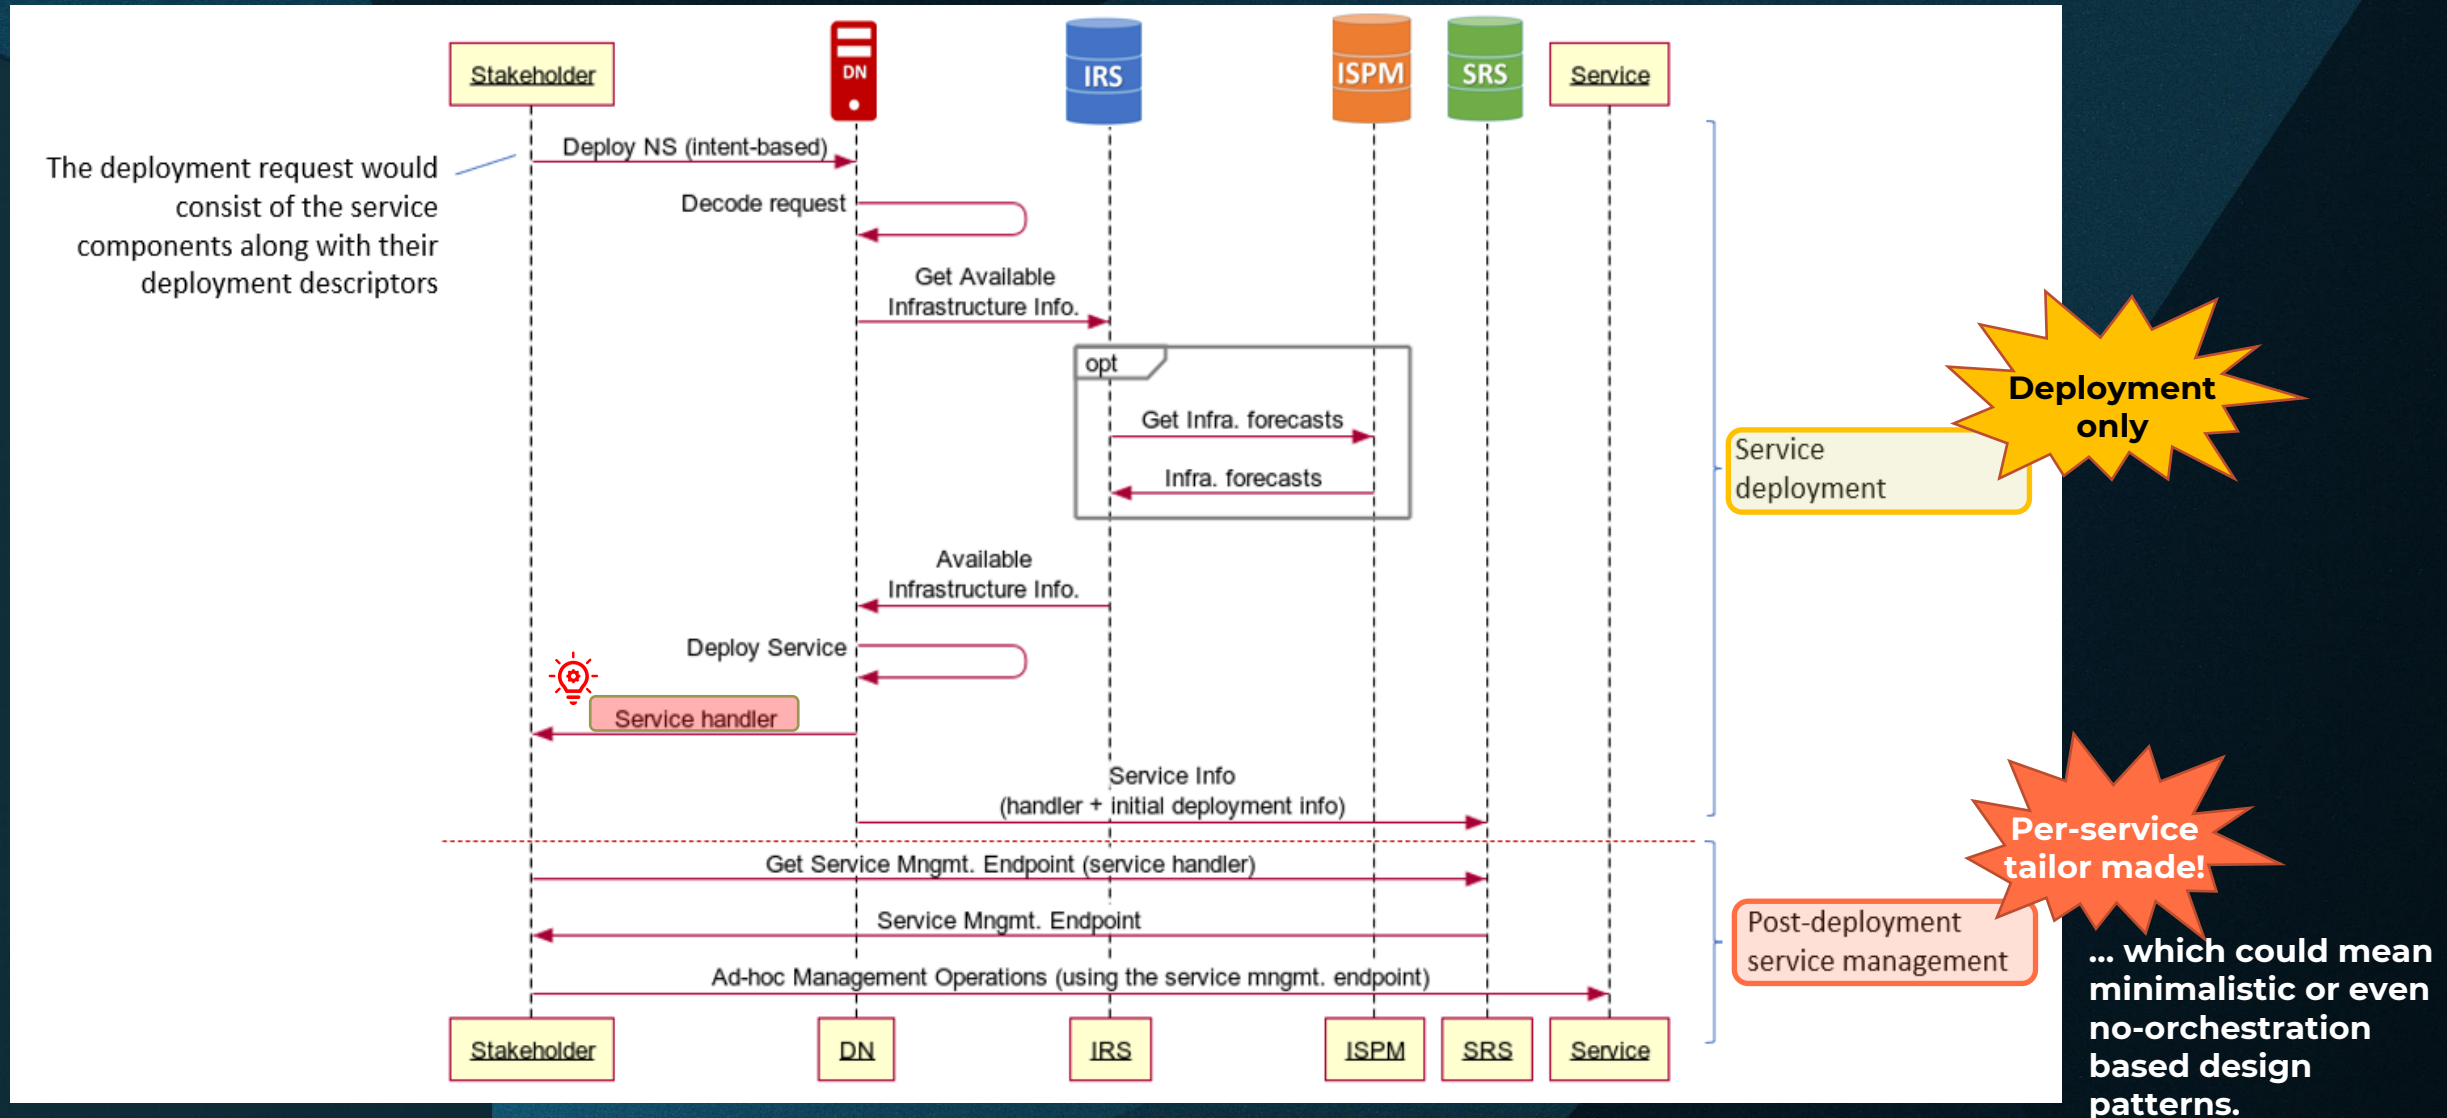 Stakeholder
DN
IRS
ISPM
SRS
Service
The deployment request would
consist of the service
components along with their
deployment descriptors
Deploy NS (intent-based)
Decode request
Get Available
Infrastructure Info.
opt
Get Infra. forecasts
Infra. forecasts
Available
Infrastructure Info.
Deploy Service
Service handler
Service Info
(handler + initial deployment info)
Deployment
only
Service
deployment
Get Service Mngmt. Endpoint (service handler)
Service Mngmt. Endpoint
Ad-hoc Management Operations (using the service mngmt. endpoint)
Per-service
tailor made!
Post-deployment
service management
... which could mean
minimalistic or even
no-orchestration
based design
patterns.
Stakeholder
DN
IRS
ISPM
SRS
Service